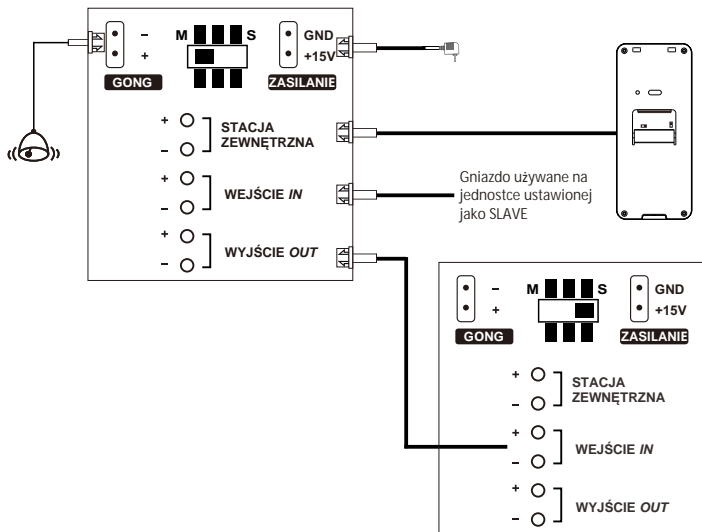 – M S GND
+ +15V
GONG ZASILANIE
+ STACJA
– ZEWNĘTRZNA
+
– WEJŚCIE IN
+
– WYJŚCIE OUT
Gniazdo używane na
jednostce ustawionej
jako SLAVE
– M S GND
+ +15V
GONG ZASILANIE
+ STACJA
– ZEWNĘTRZNA
+
– WEJŚCIE IN
+
– WYJŚCIE OUT